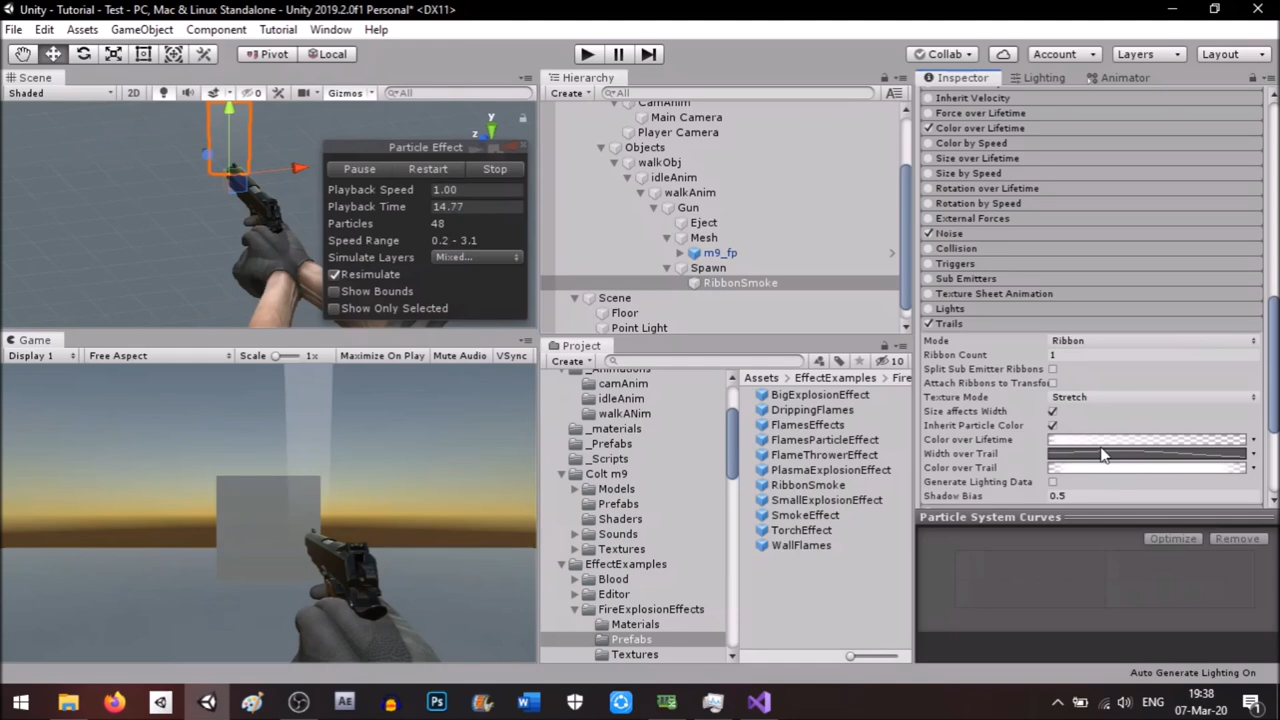 Unity - Tutorial - Test - PC, Mac & Linux Standalone - Unity 2019.2.0f1 Personal* <DX11>
File Edit Assets GameObject Component Tutorial Window Help
Pivot Local Collab Account Layers Layout
Scene
Shaded 2D 0 Gizmos All
y
z
Particle Effect
Pause Restart Stop
Playback Speed 1.00
Playback Time 14.77
Particles 48
Speed Range 0.2 - 3.1
Simulate Layers Mixed...
Resimulate
Show Bounds
Show Only Selected
Game
Display 1 Free Aspect Scale 1x Maximize On Play Mute Audio VSync
Hierarchy
Create All
CamAnim
Main Camera
Player Camera
Objects
walkObj
idleAnim
walkAnim
Gun
Eject
Mesh
m9_fp
Spawn
RibbonSmoke
Scene
Floor
Point Light
Project
Create 10
_Animations
camAnim
idleAnim
walkANim
_materials
_Prefabs
_Scripts
Colt m9
Models
Prefabs
Shaders
Sounds
Textures
EffectExamples
Blood
Editor
FireExplosionEffects
Materials
Prefabs
Textures
Assets EffectExamples Fire
BigExplosionEffect
DrippingFlames
FlamesEffects
FlamesParticleEffect
FlameThrowerEffect
PlasmaExplosionEffect
RibbonSmoke
SmallExplosionEffect
SmokeEffect
TorchEffect
WallFlames
Inspector Lighting Animator
Inherit Velocity
Force over Lifetime
Color over Lifetime
Color by Speed
Size over Lifetime
Size by Speed
Rotation over Lifetime
Rotation by Speed
External Forces
Noise
Collision
Triggers
Sub Emitters
Texture Sheet Animation
Lights
Trails
Mode Ribbon
Ribbon Count 1
Split Sub Emitter Ribbons
Attach Ribbons to Transfor
Texture Mode Stretch
Size affects Width
Inherit Particle Color
Color over Lifetime
Width over Trail
Color over Trail
Generate Lighting Data
Shadow Bias 0.5
Particle System Curves
Optimize Remove
Auto Generate Lighting On
Ae Ps ENG 19:38
07-Mar-20 1